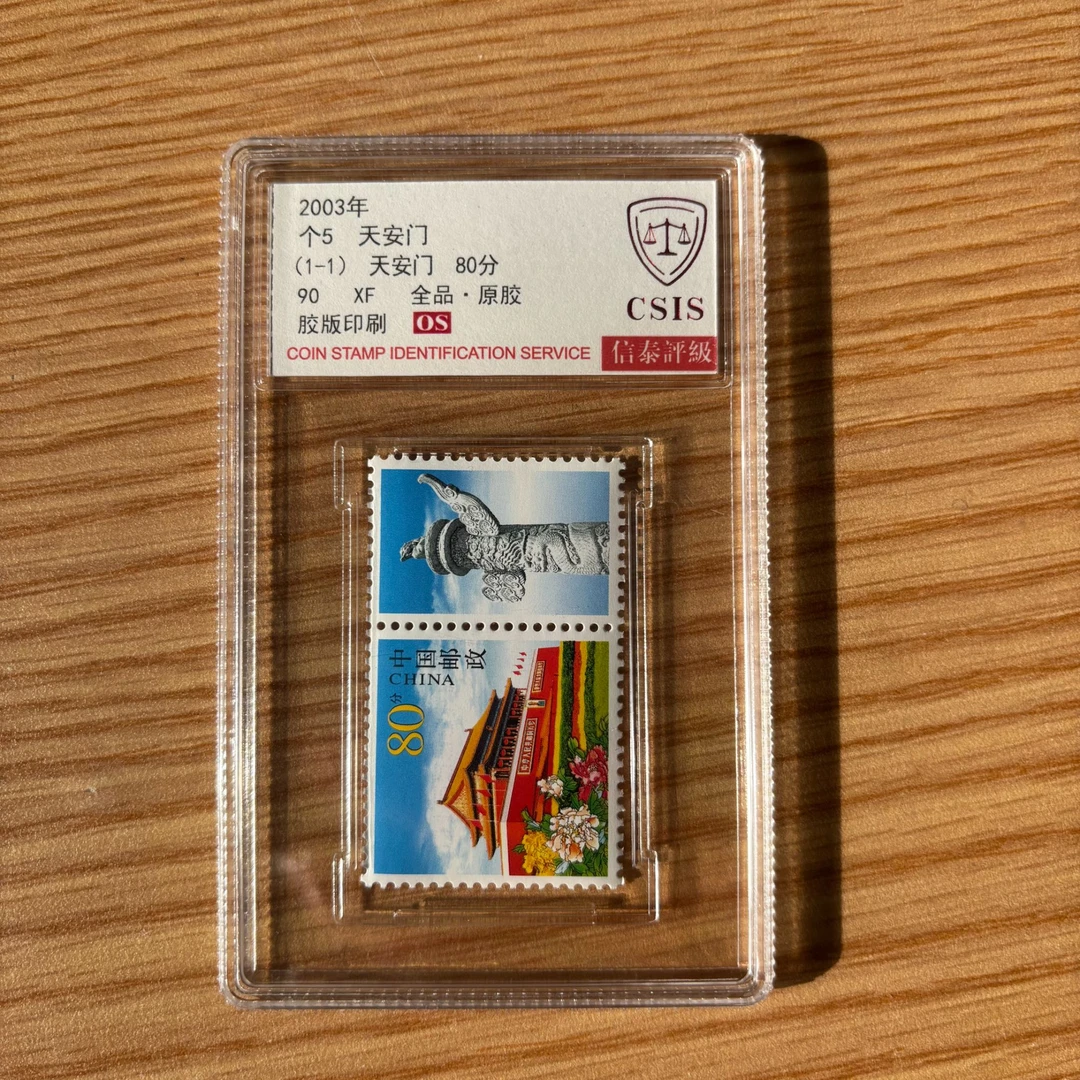 2003年
个5 天安门
(1-1) 天安门 80分
90 XF 全品·原胶
胶版印刷 OS
COIN STAMP IDENTIFICATION SERVICE
CSIS
信泰評級
中国邮政
CHINA
80分